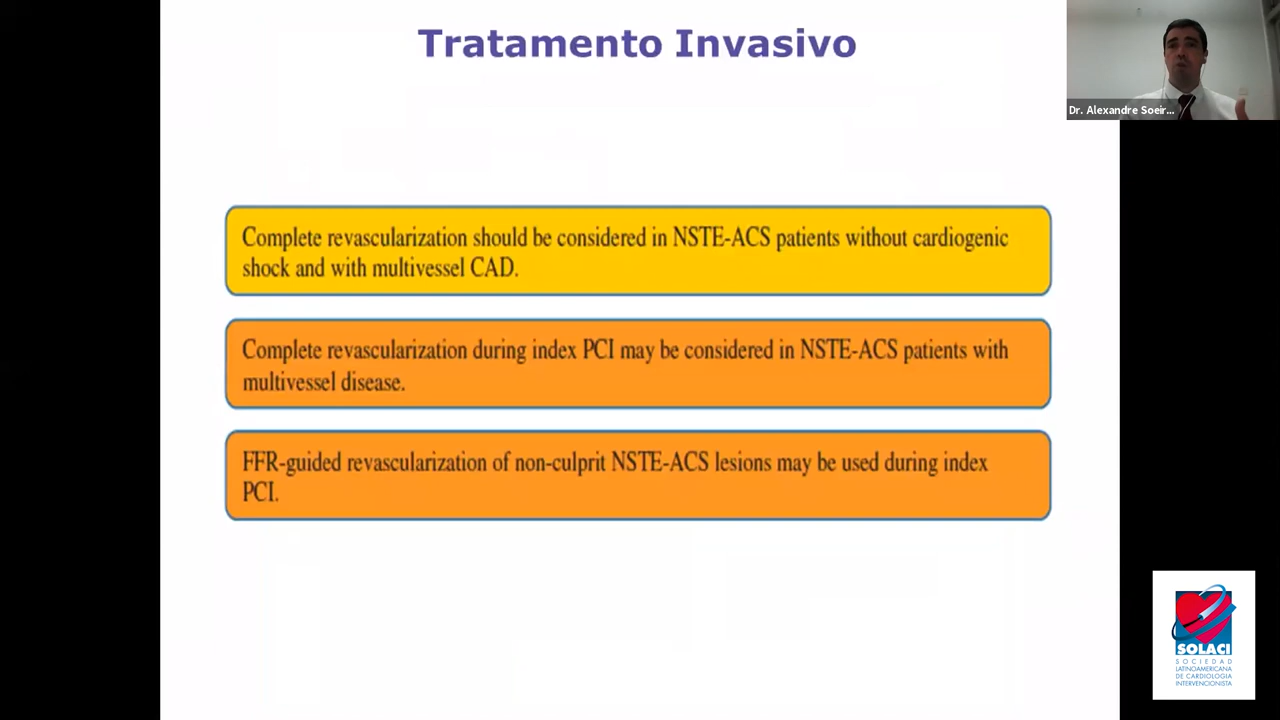 Tratamento Invasivo
Dr. Alexandre Soeir...
Complete revascularization should be considered in NSTE-ACS patients without cardiogenic
shock and with multivessel CAD.
Complete revascularization during index PCI may be considered in NSTE-ACS patients with
multivessel disease.
FFR-guided revascularization of non-culprit NSTE-ACS lesions may be used during index
PCI.
SOLACI
SOCIEDAD
LATINOAMERICANA
DE CARDIOLOGIA
INTERVENCIONISTA